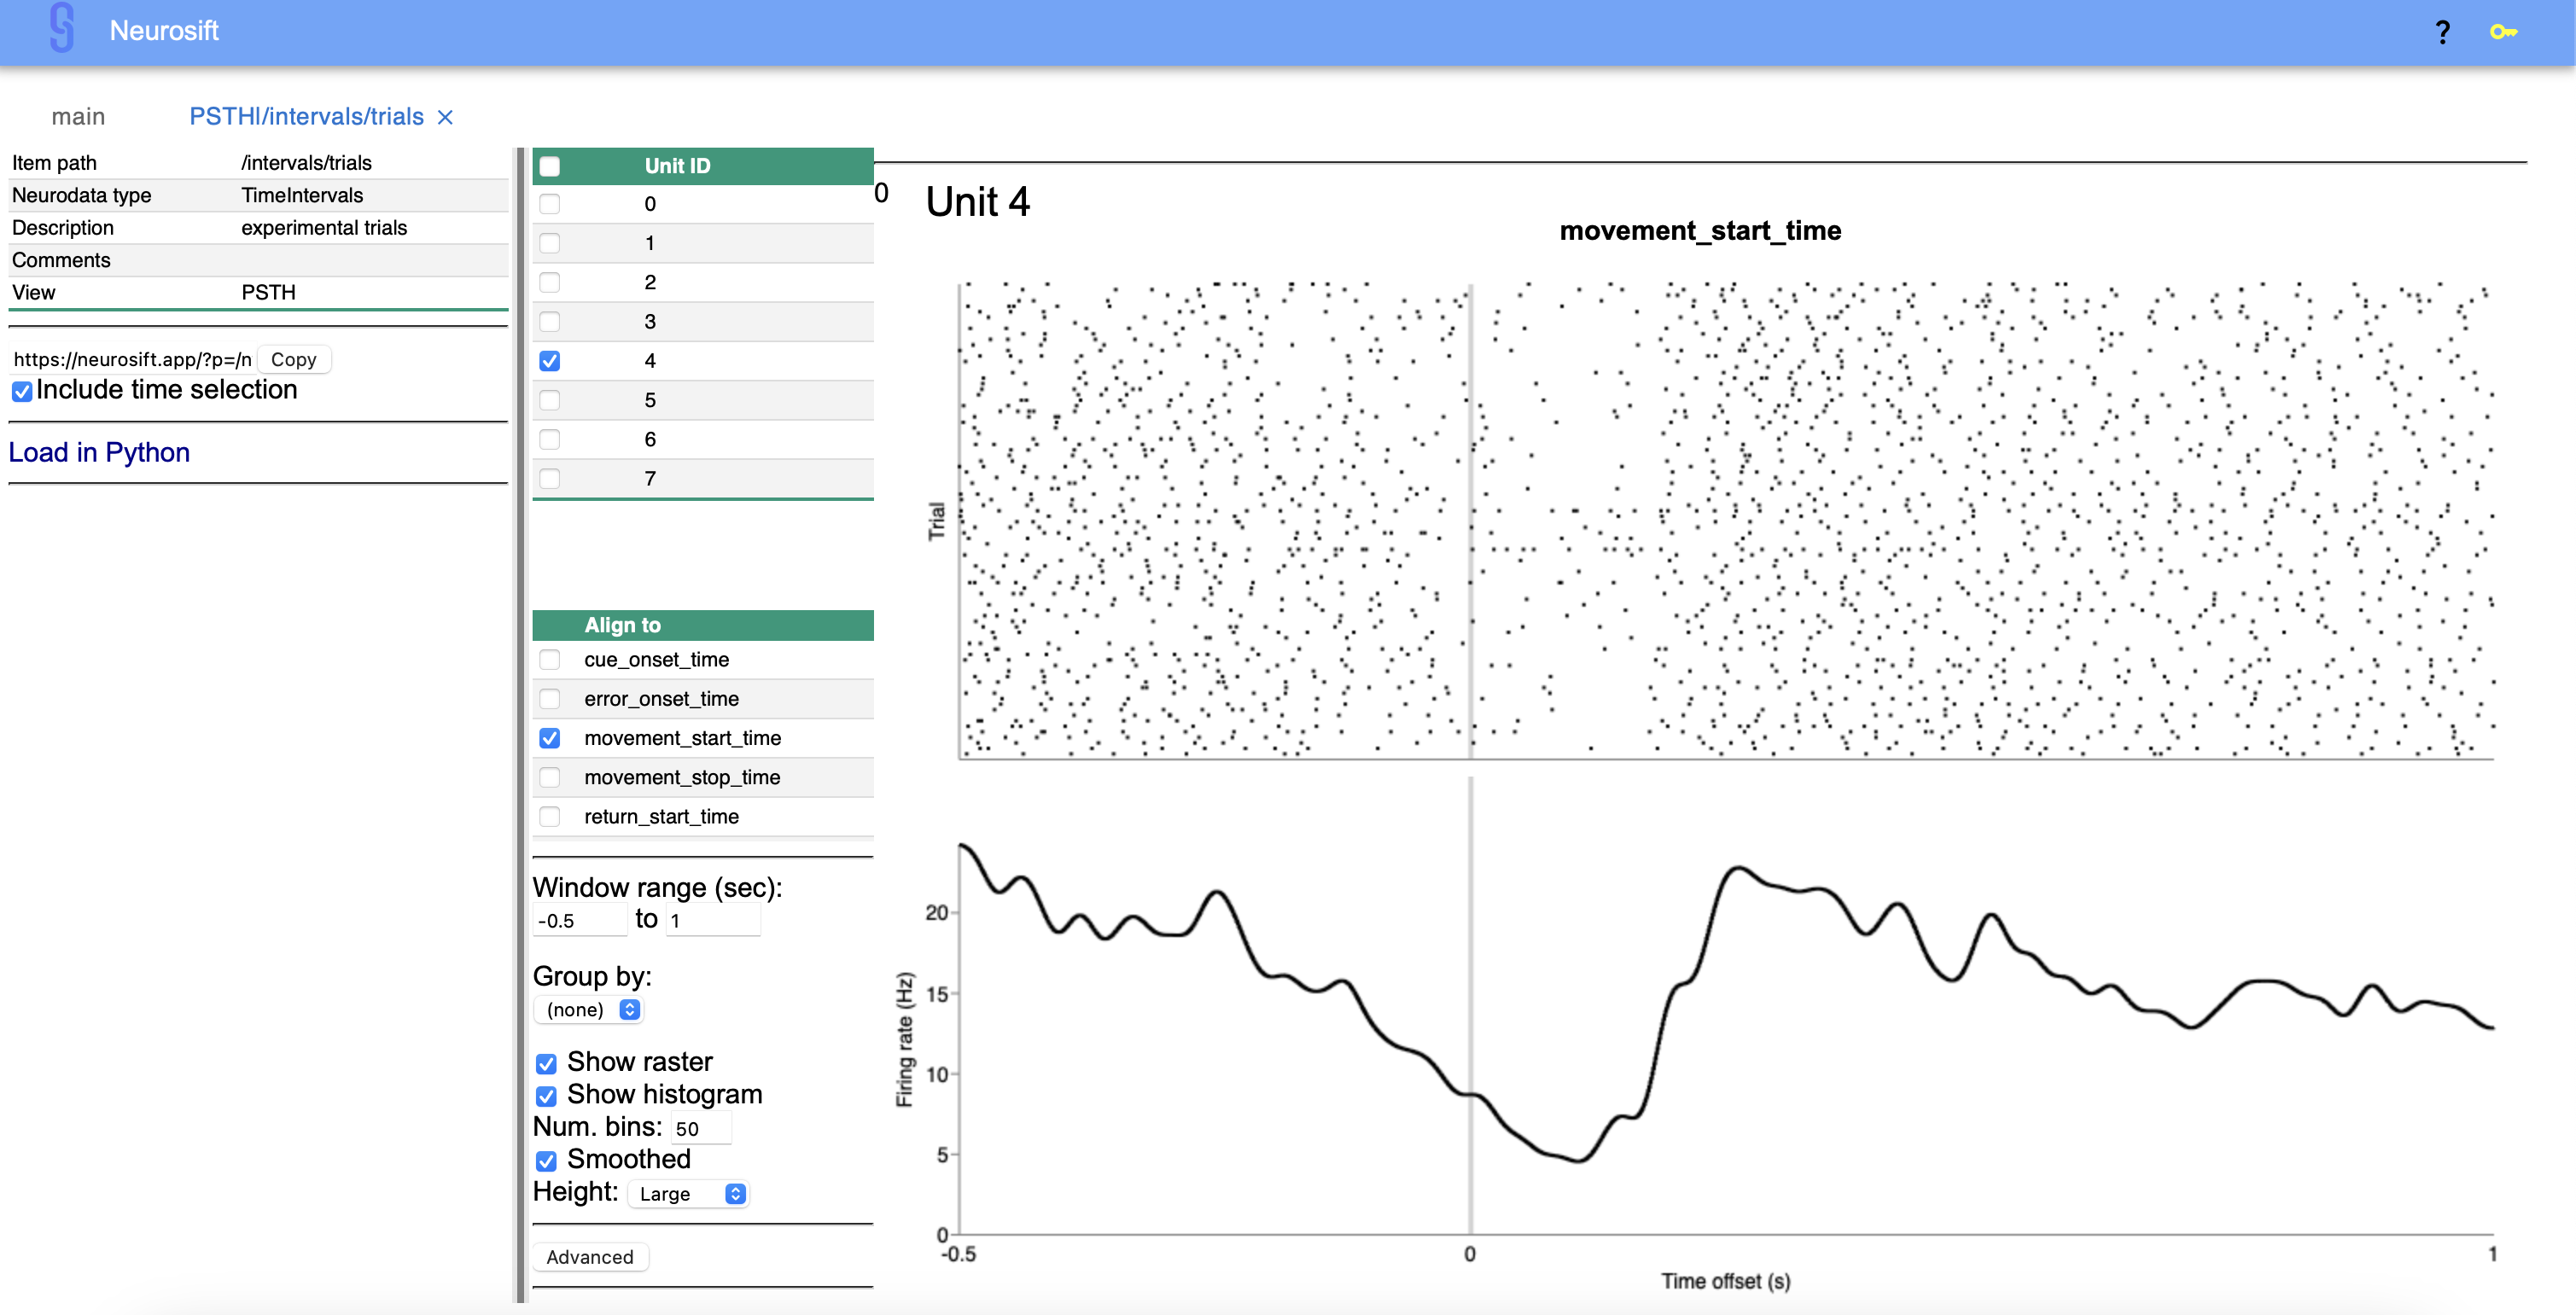 Neurosift
?
main
PSTH|/intervals/trials ×
Item path /intervals/trials
Neurodata type TimeIntervals
Description experimental trials
Comments
View PSTH
https://neurosift.app/?p=/n Copy
Include time selection
Load in Python
Unit ID
0
1
2
3
4
5
6
7
Align to
cue_onset_time
error_onset_time
movement_start_time
movement_stop_time
return_start_time
Window range (sec):
-0.5 to 1
Group by:
(none)
Show raster
Show histogram
Num. bins: 50
Smoothed
Height: Large
Advanced
0
Unit 4
movement_start_time
Trial
Firing rate (Hz)
20
15
10
5
0
-0.5 0 1
Time offset (s)